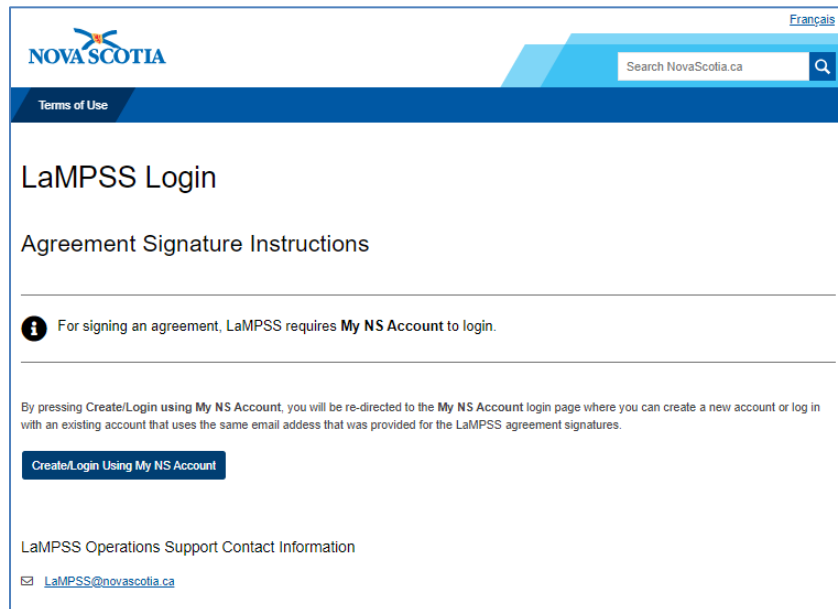 Français
NOVA SCOTIA
Search NovaScotia.ca
Terms of Use
LaMPSS Login
Agreement Signature Instructions
For signing an agreement, LaMPSS requires My NS Account to login.
By pressing Create/Login using My NS Account, you will be re-directed to the My NS Account login page where you can create a new account or log in
with an existing account that uses the same email addess that was provided for the LaMPSS agreement signatures.
Create/Login Using My NS Account
LaMPSS Operations Support Contact Information
LaMPSS@novascotia.ca